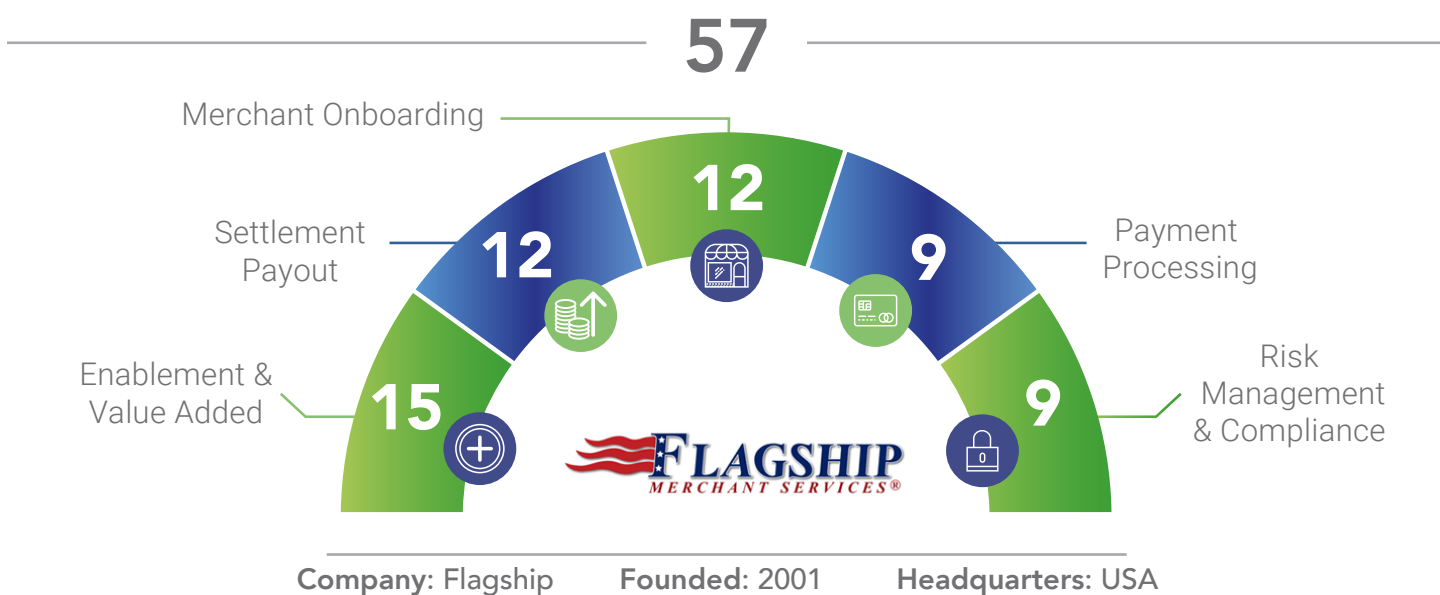 57
Merchant Onboarding
12
Settlement
Payout
12
9
Payment
Processing
Enablement &
Value Added
15
9
Risk
Management
& Compliance
0
FLAGSHIP
MERCHANT SERVICES®
Company: Flagship Founded: 2001 Headquarters: USA